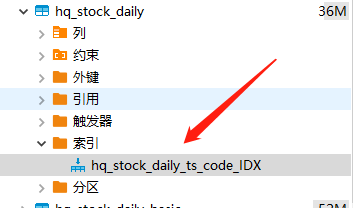 hq_stock_daily 36M
列
约束
外键
引用
触发器
索引
hq_stock_daily_ts_code_IDX
分区